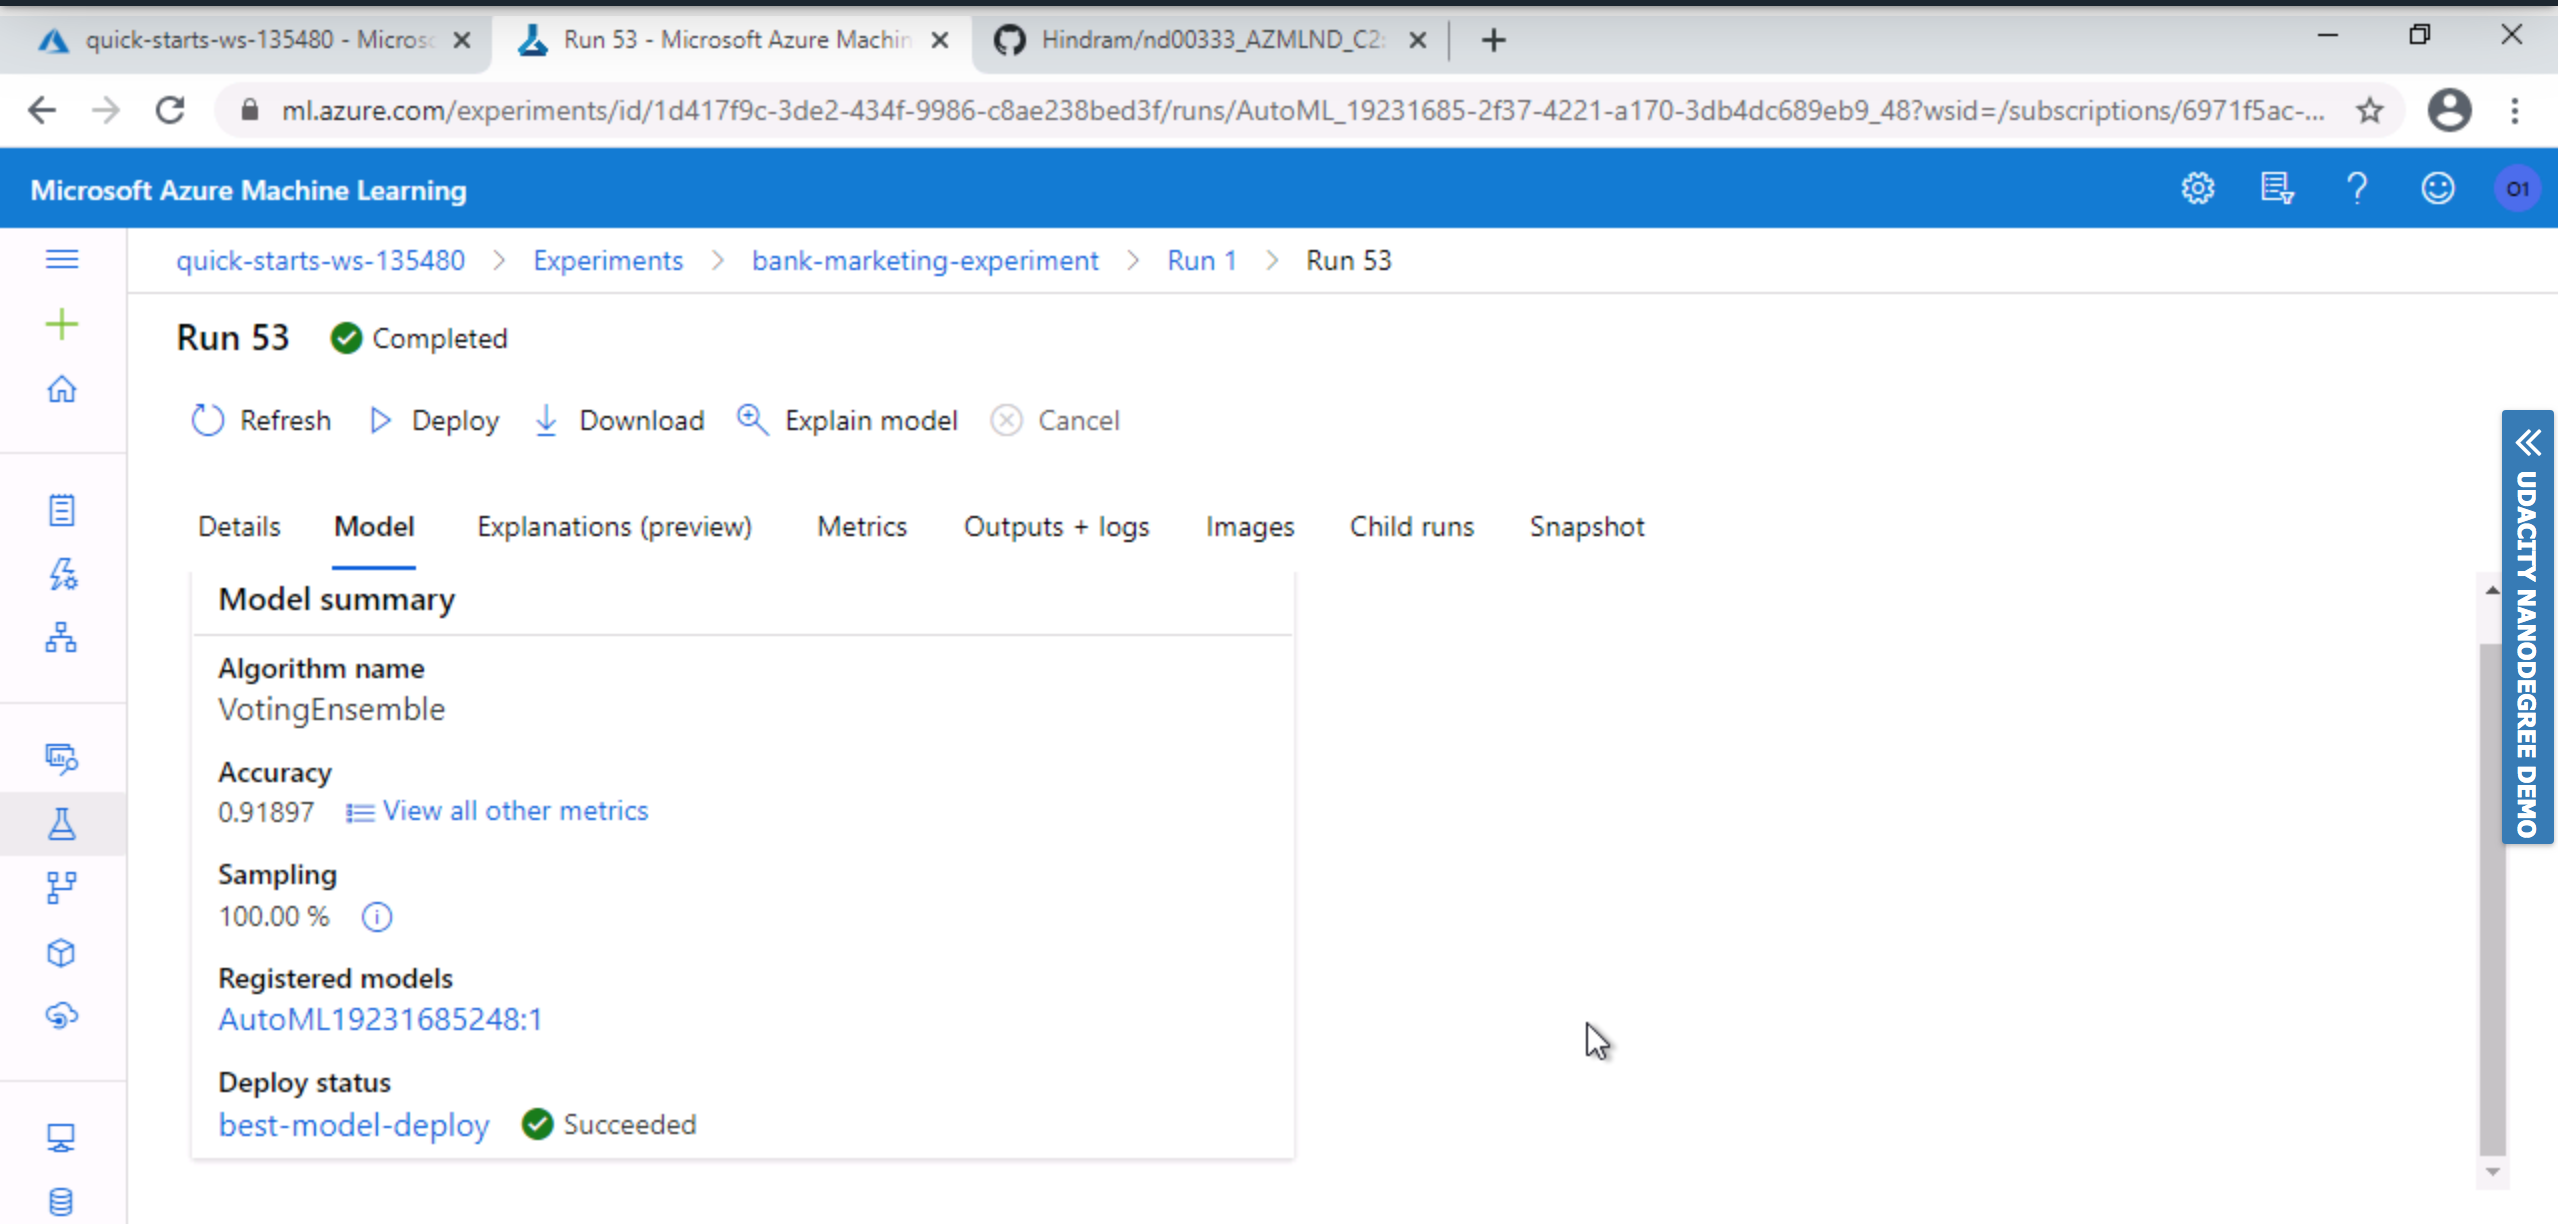 quick-starts-ws-135480 - Micros
Run 53 - Microsoft Azure Machin
Hindram/nd00333_AZMLND_C2:
ml.azure.com/experiments/id/1d417f9c-3de2-434f-9986-c8ae238bed3f/runs/AutoML_19231685-2f37-4221-a170-3db4dc689eb9_48?wsid=/subscriptions/6971f5ac-...
Microsoft Azure Machine Learning
01
quick-starts-ws-135480 > Experiments > bank-marketing-experiment > Run 1 > Run 53
Run 53 Completed
Refresh Deploy Download Explain model Cancel
Details Model Explanations (preview) Metrics Outputs + logs Images Child runs Snapshot
Model summary
Algorithm name
VotingEnsemble
Accuracy
0.91897 View all other metrics
Sampling
100.00 %
Registered models
AutoML19231685248:1
Deploy status
best-model-deploy Succeeded
UDACITY NANODEGREE DEMO